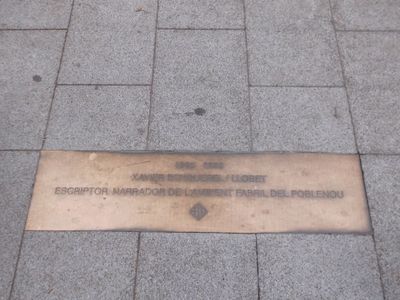 XAVIER BENGUEREL I LLOBET
ESCRIPTOR NARRADOR DE L'AMBIENT FABRIL DEL POBLENOU